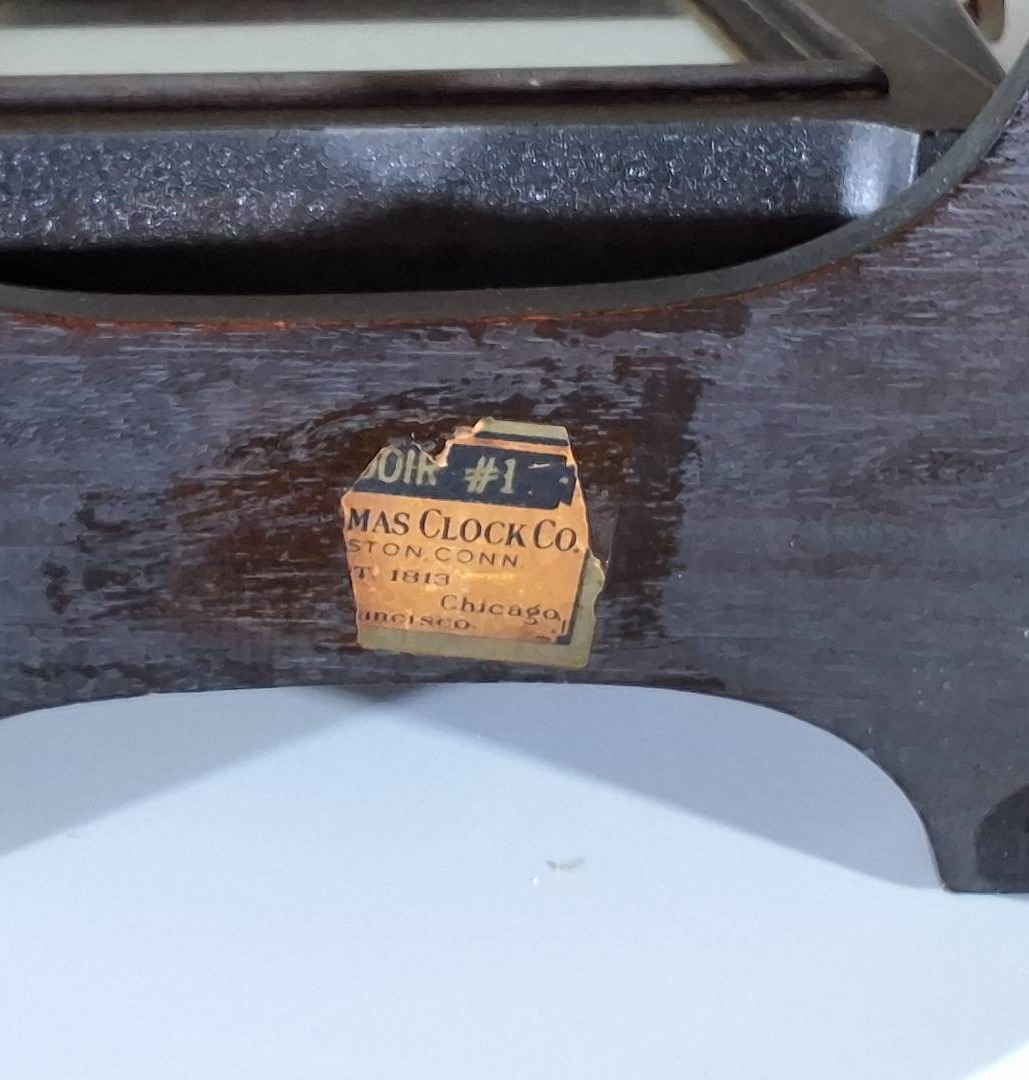 DOIR #1
MAS CLOCK CO.
STON, CONN.
T. 1813
Chicago,
ancisco.